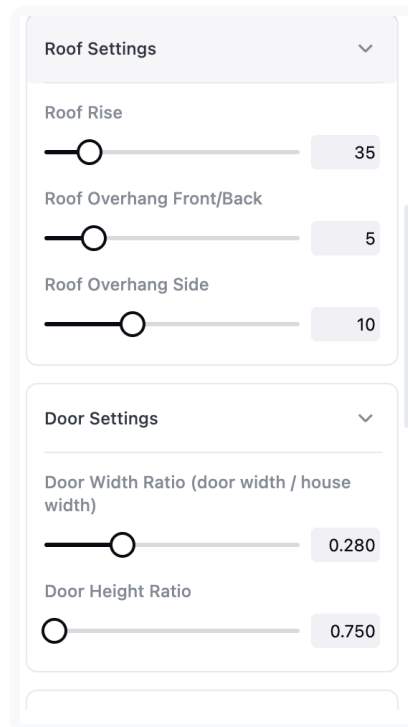 Roof Settings
Roof Rise
35
Roof Overhang Front/Back
5
Roof Overhang Side
10
Door Settings
Door Width Ratio (door width / house
width)
0.280
Door Height Ratio
0.750